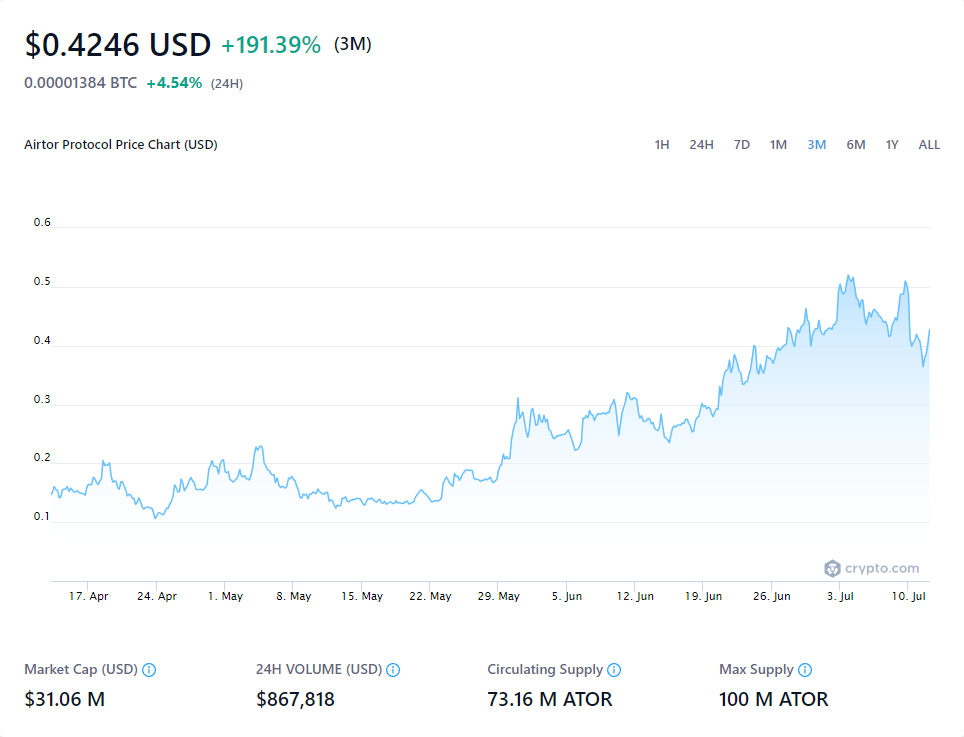 $0.4246 USD +191.39% (3M)
0.00001384 BTC +4.54% (24H)
Airtor Protocol Price Chart (USD)
1H 24H 7D 1M 3M 6M 1Y ALL
0.6
0.5
0.4
0.3
0.2
0.1
crypto.com
17. Apr 24. Apr 1. May 8. May 15. May 22. May 29. May 5. Jun 12. Jun 19. Jun 26. Jun 3. Jul 10. Jul
Market Cap (USD) 24H VOLUME (USD) Circulating Supply Max Supply
$31.06 M $867,818 73.16 M ATOR 100 M ATOR